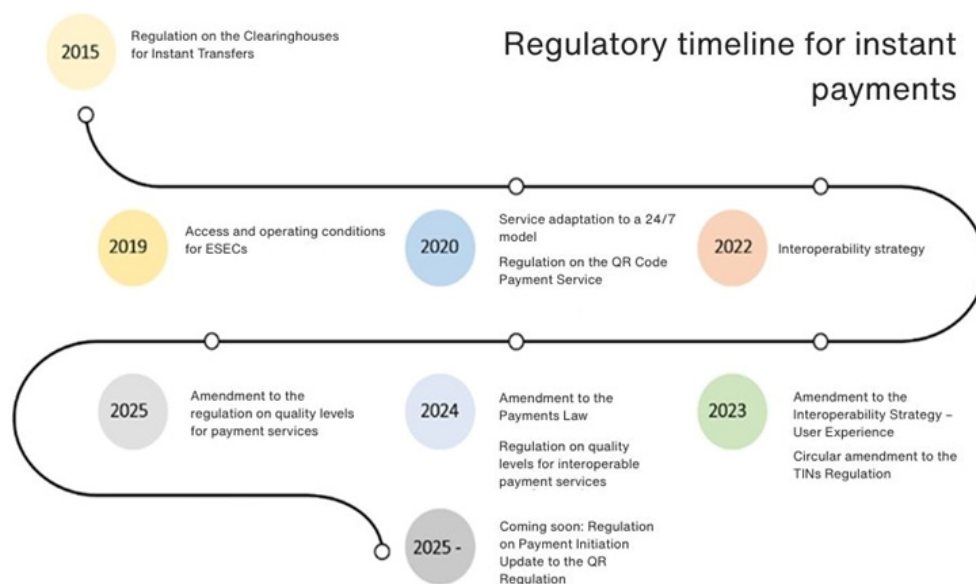 Regulatory timeline for instant
payments
2015
Regulation on the Clearinghouses
for Instant Transfers
2019
Access and operating conditions
for ESECs
2020
Service adaptation to a 24/7
model
Regulation on the QR Code
Payment Service
2022
Interoperability strategy
2023
Amendment to the
Interoperability Strategy –
User Experience
Circular amendment to the
TINs Regulation
2024
Amendment to the
Payments Law
Regulation on quality
levels for interoperable
payment services
2025
Amendment to the
regulation on quality levels
for payment services
2025 -
Coming soon: Regulation
on Payment Initiation
Update to the QR
Regulation